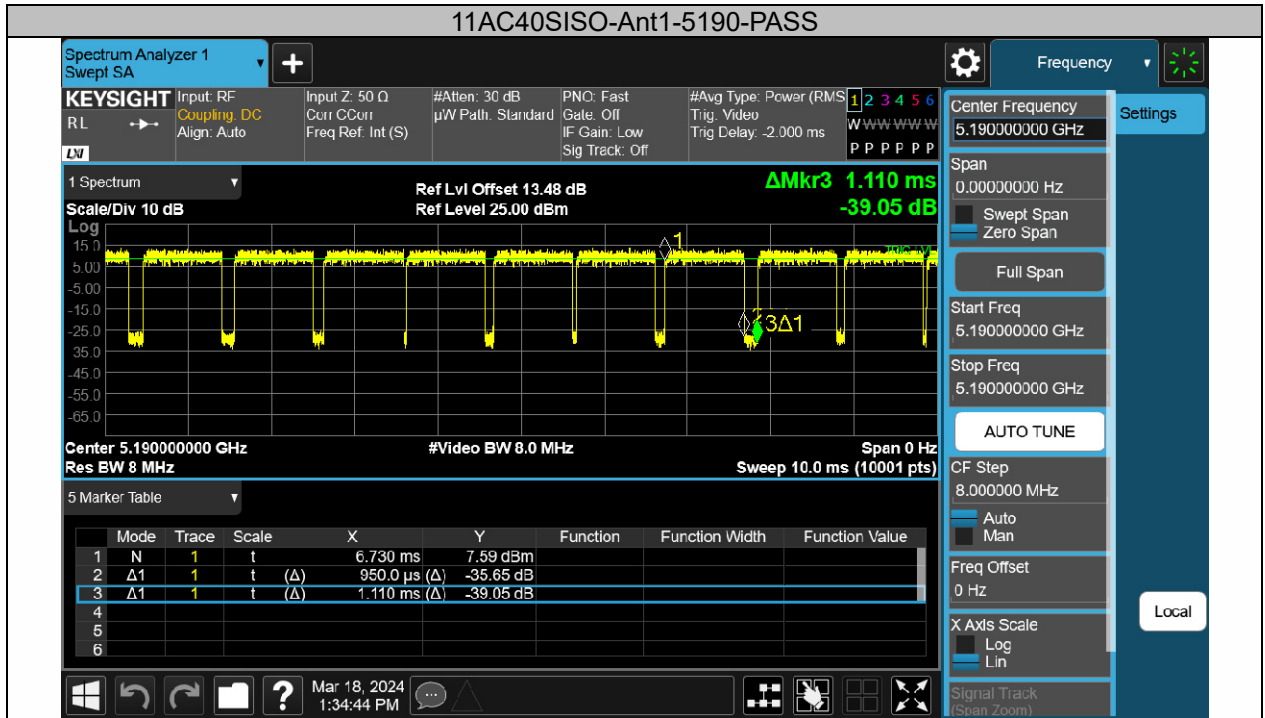 11AC40SISO-Ant1-5190-PASS
Spectrum Analyzer 1
Swept SA
Frequency
KEYSIGHT
RL
LXI
Input: RF
Coupling: DC
Align: Auto
Input Z: 50 Ω
Corr CCorr
Freq Ref: Int (S)
#Atten: 30 dB
µW Path: Standard
PNO: Fast
Gate: Off
IF Gain: Low
Sig Track: Off
#Avg Type: Power (RMS
Trig: Video
Trig Delay: -2.000 ms
1 2 3 4 5 6
W W W W W W
P P P P P P
Center Frequency
5.190000000 GHz
Settings
Span
0.00000000 Hz
Swept Span
Zero Span
Full Span
Start Freq
5.190000000 GHz
Stop Freq
5.190000000 GHz
AUTO TUNE
CF Step
8.000000 MHz
Auto
Man
Freq Offset
0 Hz
X Axis Scale
Log
Lin
Signal Track
(Span Zoom)
Local
1 Spectrum
Scale/Div 10 dB
Log
Ref Lvl Offset 13.48 dB
Ref Level 25.00 dBm
ΔMkr3 1.110 ms
-39.05 dB
15.0
5.00
-5.00
-15.0
-25.0
35.0
-45.0
-55.0
-65.0
1
3Δ1
Center 5.190000000 GHz
#Video BW 8.0 MHz
Span 0 Hz
Res BW 8 MHz
Sweep 10.0 ms (10001 pts)
5 Marker Table
Mode Trace Scale X Y Function Function Width Function Value
1 N 1 t 6.730 ms 7.59 dBm
2 Δ1 1 t (Δ) 950.0 µs (Δ) -35.65 dB
3 Δ1 1 t (Δ) 1.110 ms (Δ) -39.05 dB
4
5
6
?
Mar 18, 2024
1:34:44 PM